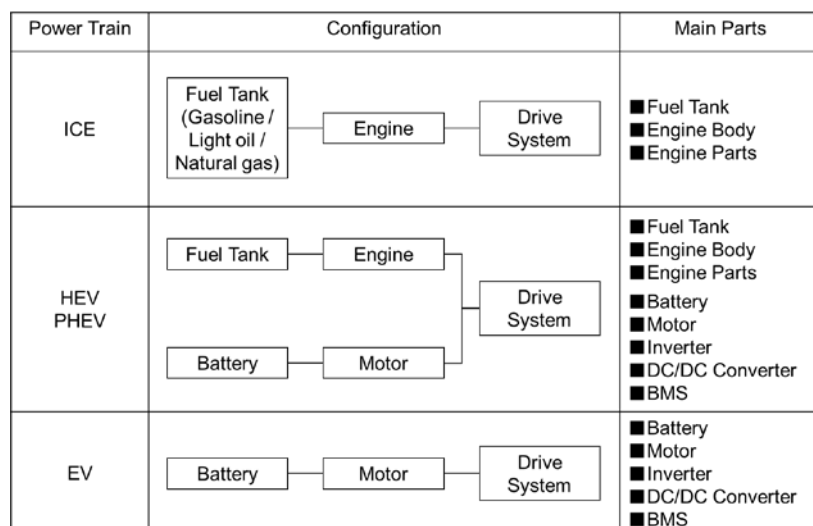 Power Train
Configuration
Main Parts
ICE
Fuel Tank
(Gasoline /
Light oil /
Natural gas)
Engine
Drive
System
■Fuel Tank
■Engine Body
■Engine Parts
HEV
PHEV
Fuel Tank
Engine
Battery
Motor
Drive
System
■Fuel Tank
■Engine Body
■Engine Parts
■Battery
■Motor
■Inverter
■DC/DC Converter
■BMS
EV
Battery
Motor
Drive
System
■Battery
■Motor
■Inverter
■DC/DC Converter
■BMS